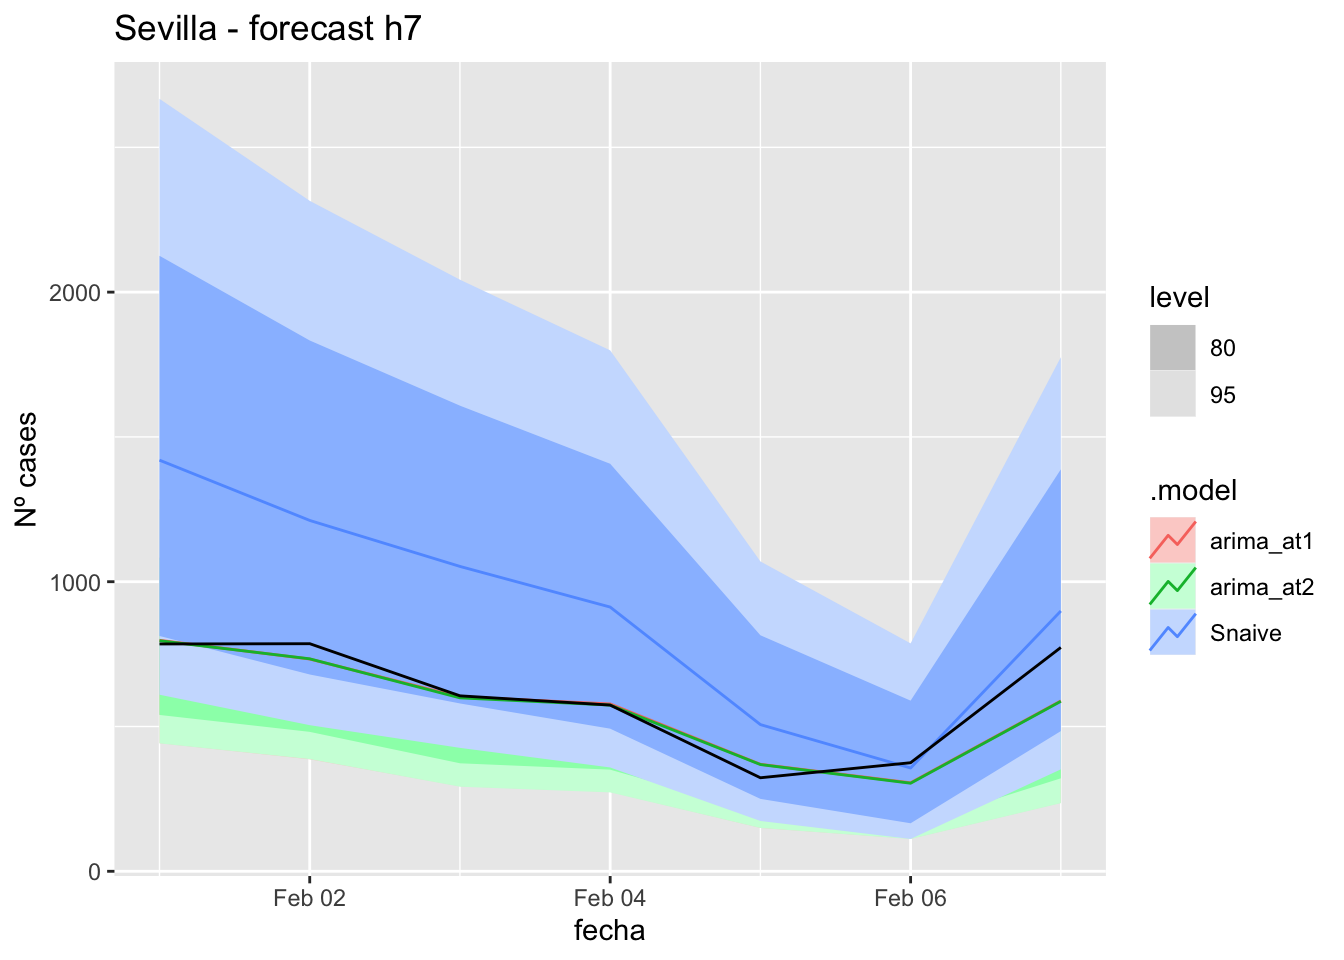 Sevilla - forecast h7
Nº cases
2000
1000
0
Feb 02
Feb 04
Feb 06
fecha
level
80
95
.model
arima_at1
arima_at2
Snaive